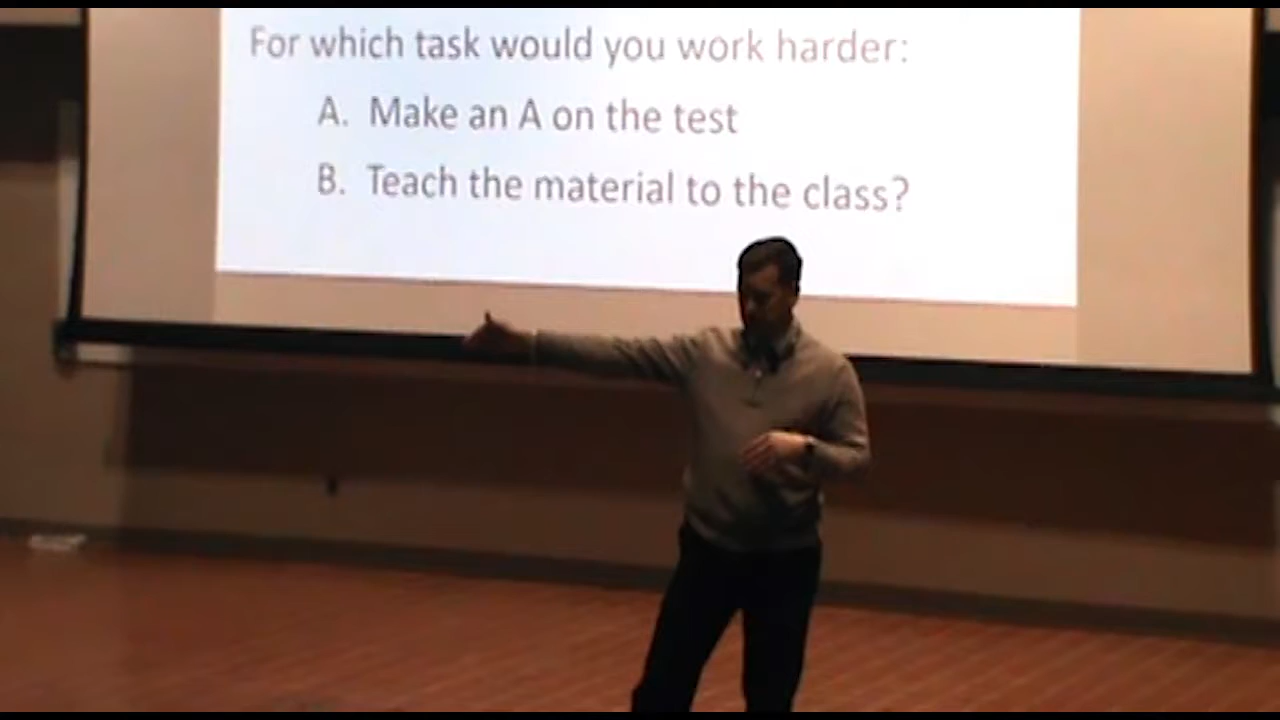 For which task would you work harder:
A. Make an A on the test
B. Teach the material to the class?